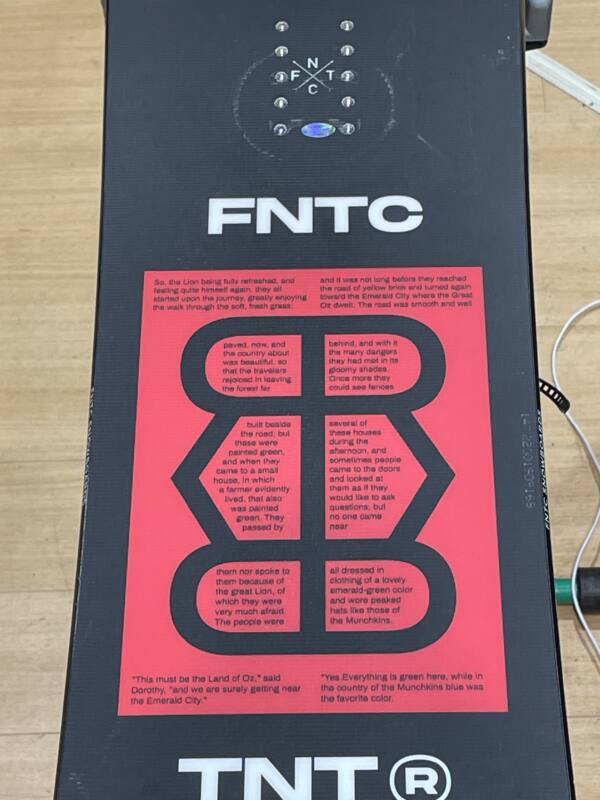 N
F T
C
FNTC
So, the Lion being fully refreshed, and
feeling quite himself again, they all
started upon the journey, greatly enjoying
the walk through the soft, fresh grass;
and it was not long before they reached
the road of yellow brick and turned again
toward the Emerald City where the Great
Oz dwelt. The road was smooth and well
paved, now, and
the country about
was beautiful, so
that the travelers
rejoiced in leaving
the forest far
behind, and with it
the many dangers
they had met in its
gloomy shades.
Once more they
could see fences
built beside
the road; but
these were
painted green,
and when they
came to a small
house, in which
a farmer evidently
lived, that also
was painted
green. They
passed by
several of
these houses
during the
afternoon, and
sometimes people
came to the doors
and looked at
them as if they
would like to ask
questions; but
no one came
near
them nor spoke to
them because of
the great Lion, of
which they were
very much afraid.
The people were
all dressed in
clothing of a lovely
emerald-green color
and wore peaked
hats like those of
the Munchkins.
"This must be the Land of Oz," said
Dorothy, "and we are surely getting near
the Emerald City."
"Yes Everything is green here, while in
the country of the Munchkins blue was
the favorite color.
TNT®